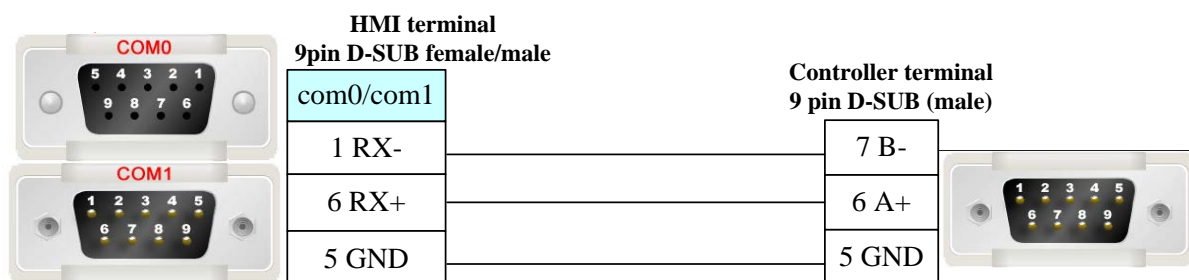 HMI terminal
9pin D-SUB female/male
COM0
5 4 3 2 1
9 8 7 6
COM1
1 2 3 4 5
6 7 8 9
com0/com1
1 RX-
6 RX+
5 GND
Controller terminal
9 pin D-SUB (male)
7 B-
6 A+
5 GND
1 2 3 4 5
6 7 8 9